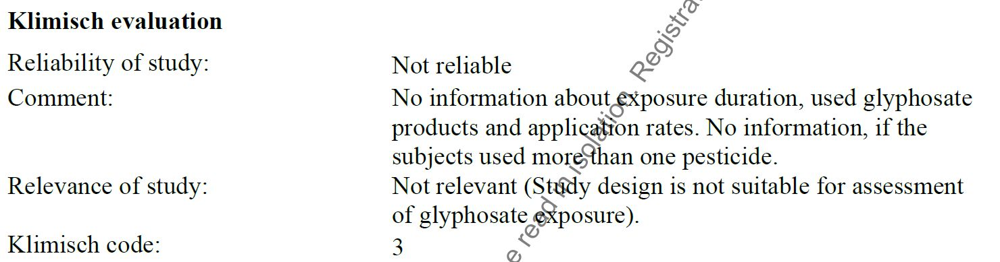 Klimisch evaluation
Reliability of study: Not reliable
Comment: No information about exposure duration, used glyphosate
products and application rates. No information, if the
subjects used more than one pesticide.
Relevance of study: Not relevant (Study design is not suitable for assessment
of glyphosate exposure).
Klimisch code: 3
read in isolation. Registra